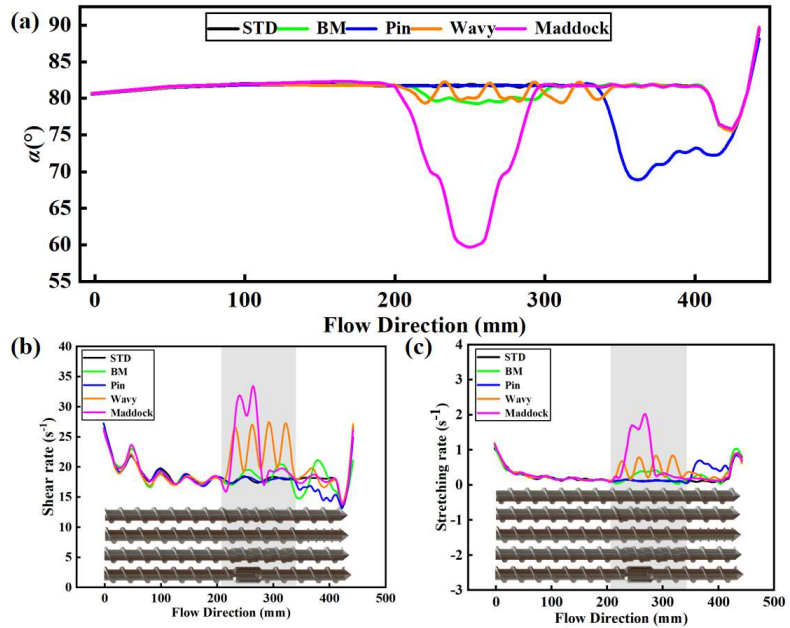 (a)
STD BM Pin Wavy Maddock
90
85
80
75
70
65
60
55
α(°)
0 100 200 300 400
Flow Direction (mm)
(b)
40
35
30
25
20
15
10
5
0
Shear rate (s⁻¹)
STD
BM
Pin
Wavy
Maddock
0 100 200 300 400 500
Flow Direction (mm)
(c)
4
3
2
1
0
-1
-2
-3
Stretching rate (s⁻¹)
STD
BM
Pin
Wavy
Maddock
0 100 200 300 400 500
Flow Direction (mm)